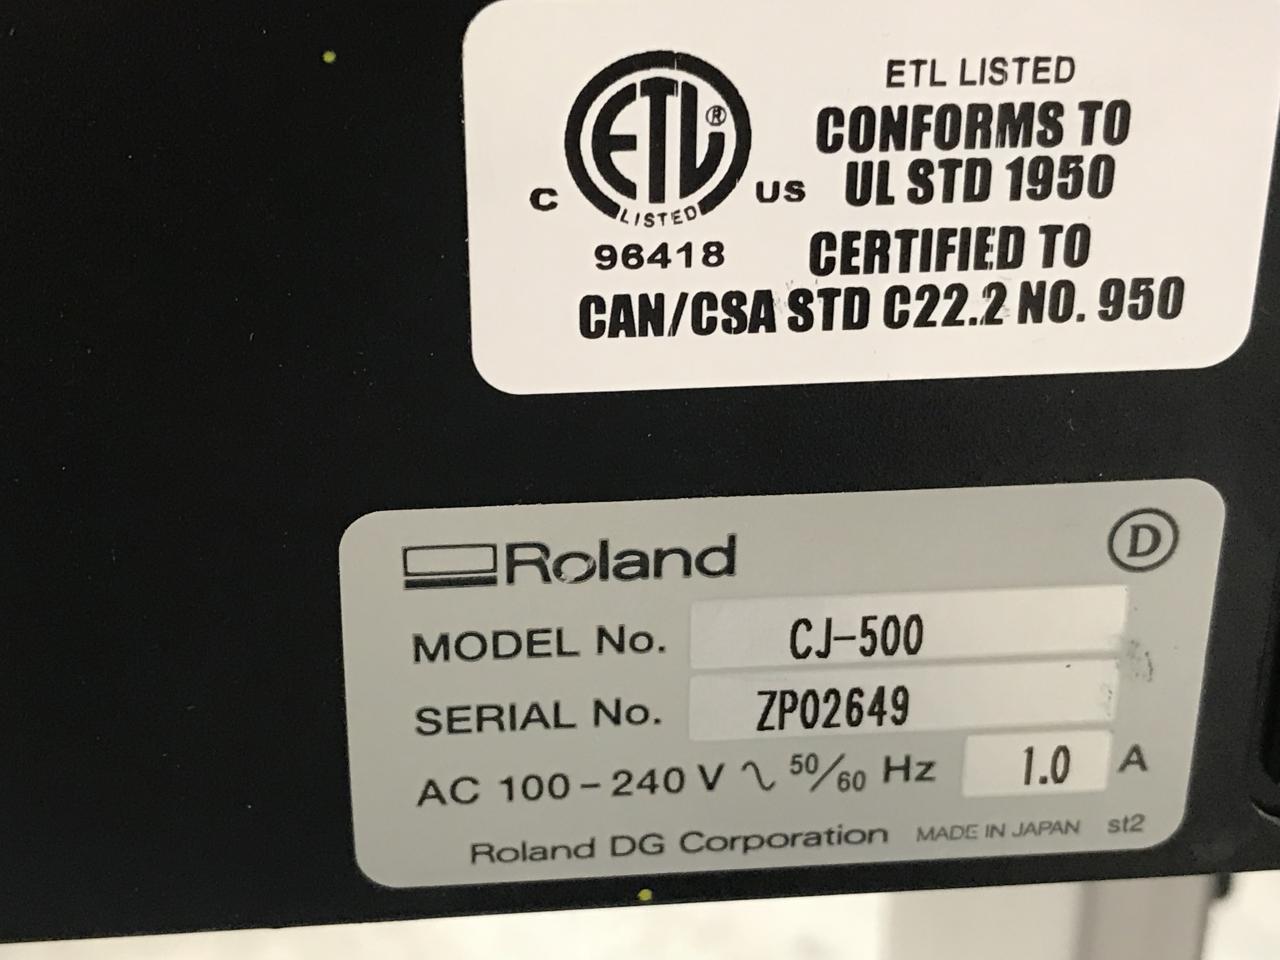 ETL LISTED
CONFORMS TO
UL STD 1950
CERTIFIED TO
CAN/CSA STD C22.2 NO. 950
ETL®
C US
LISTED
96418
Roland
D
MODEL No. CJ-500
SERIAL No. ZP02649
AC 100-240 V ∿ 50/60 Hz 1.0 A
Roland DG Corporation MADE IN JAPAN st2